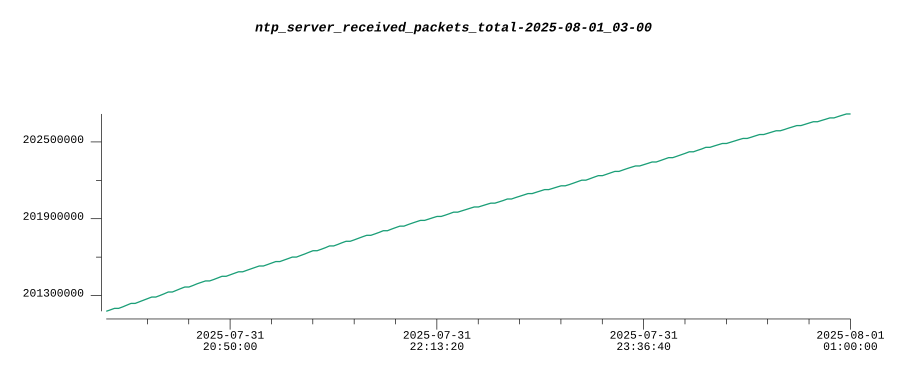 ntp_server_received_packets_total-2025-08-01_03-00
202500000
201900000
201300000
2025-07-31 2025-07-31 2025-07-31 2025-08-01
20:50:00 22:13:20 23:36:40 01:00:00